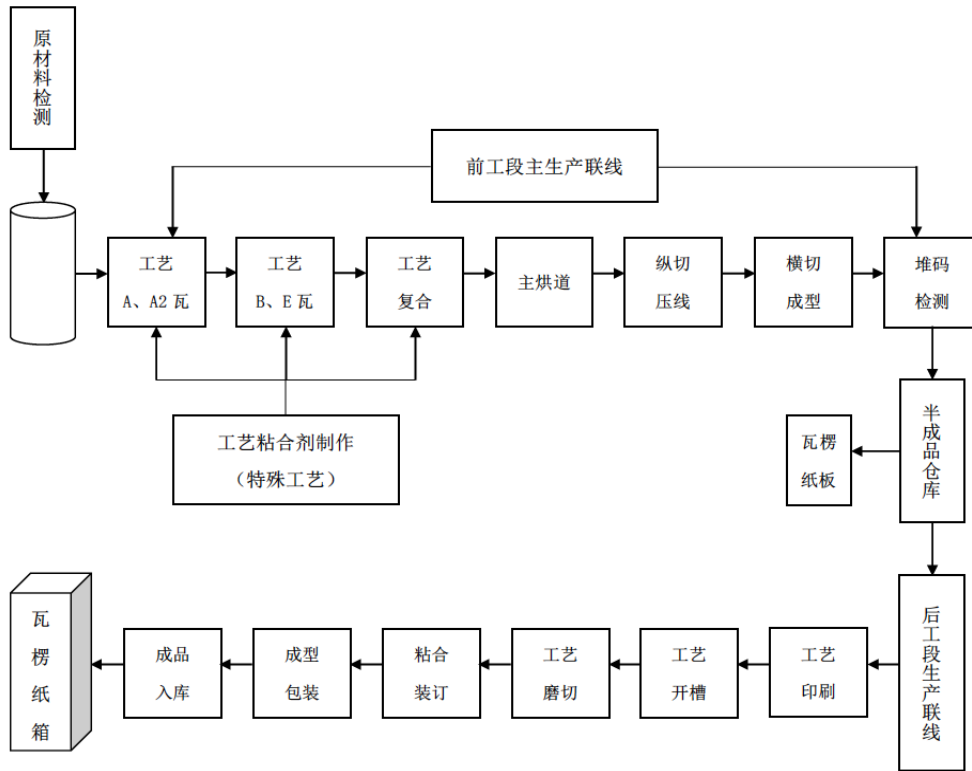 原材料检测
前工段主生产联线
工艺
A、A2瓦
工艺
B、E瓦
工艺
复合
主烘道
纵切
压线
横切
成型
堆码
检测
工艺粘合剂制作
（特殊工艺）
瓦楞
纸板
半成品仓库
瓦楞纸箱
成品
入库
成型
包装
粘合
装订
工艺
磨切
工艺
开槽
工艺
印刷
后工段生产联线